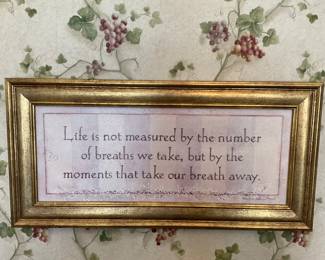 Life is not measured by the number
of breaths we take, but by the
moments that take our breath away.